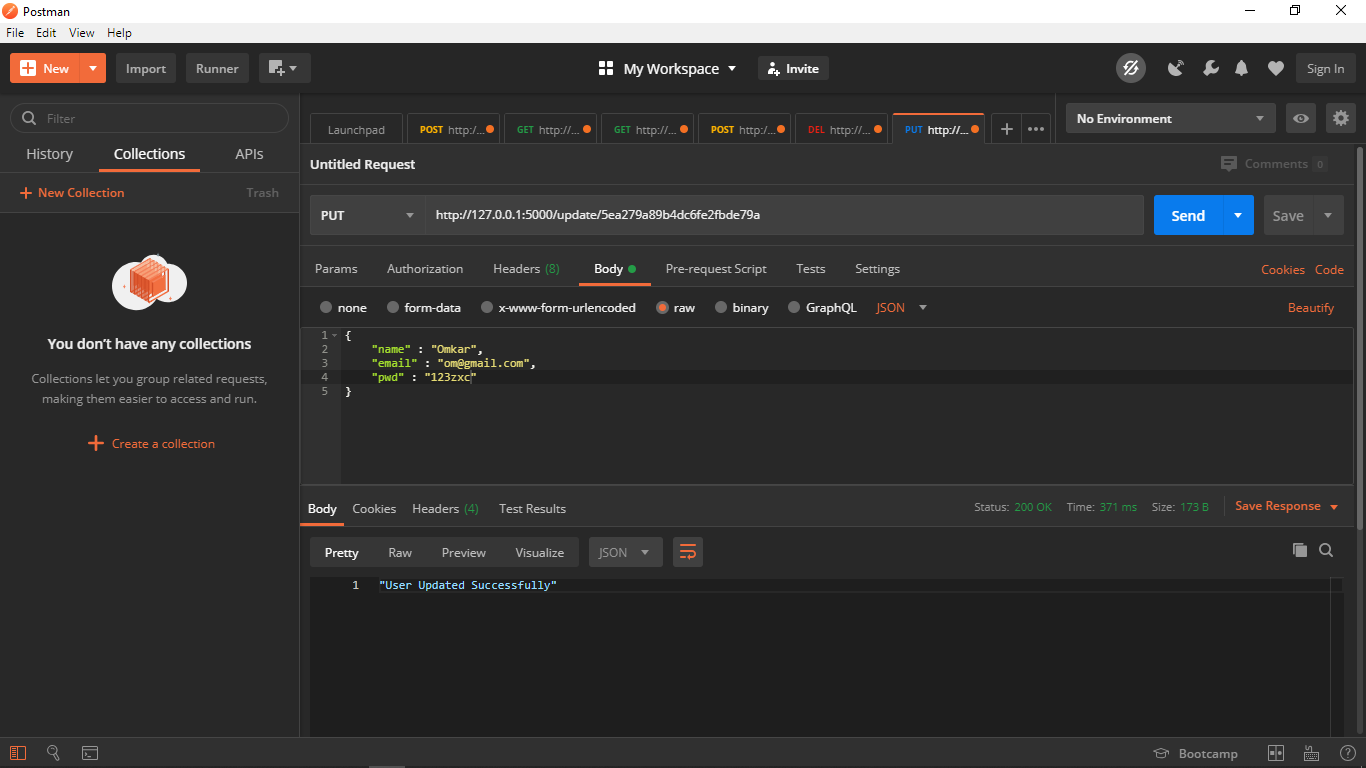 Postman
File Edit View Help
New Import Runner My Workspace Invite Sign In
Filter
History Collections APIs
New Collection Trash
You don't have any collections
Collections let you group related requests,
making them easier to access and run.
Create a collection
Launchpad POST http:/... GET http://... GET http://... POST http:/... DEL http://... PUT http://... No Environment
Untitled Request Comments 0
PUT http://127.0.0.1:5000/update/5ea279a89b4dc6fe2fbde79a Send Save
Params Authorization Headers (8) Body Pre-request Script Tests Settings Cookies Code
none form-data x-www-form-urlencoded raw binary GraphQL JSON Beautify
1 {
2 "name" : "Omkar",
3 "email" : "om@gmail.com",
4 "pwd" : "123zxc"
5 }
Body Cookies Headers (4) Test Results Status: 200 OK Time: 371 ms Size: 173 B Save Response
Pretty Raw Preview Visualize JSON
1 "User Updated Successfully"
Bootcamp